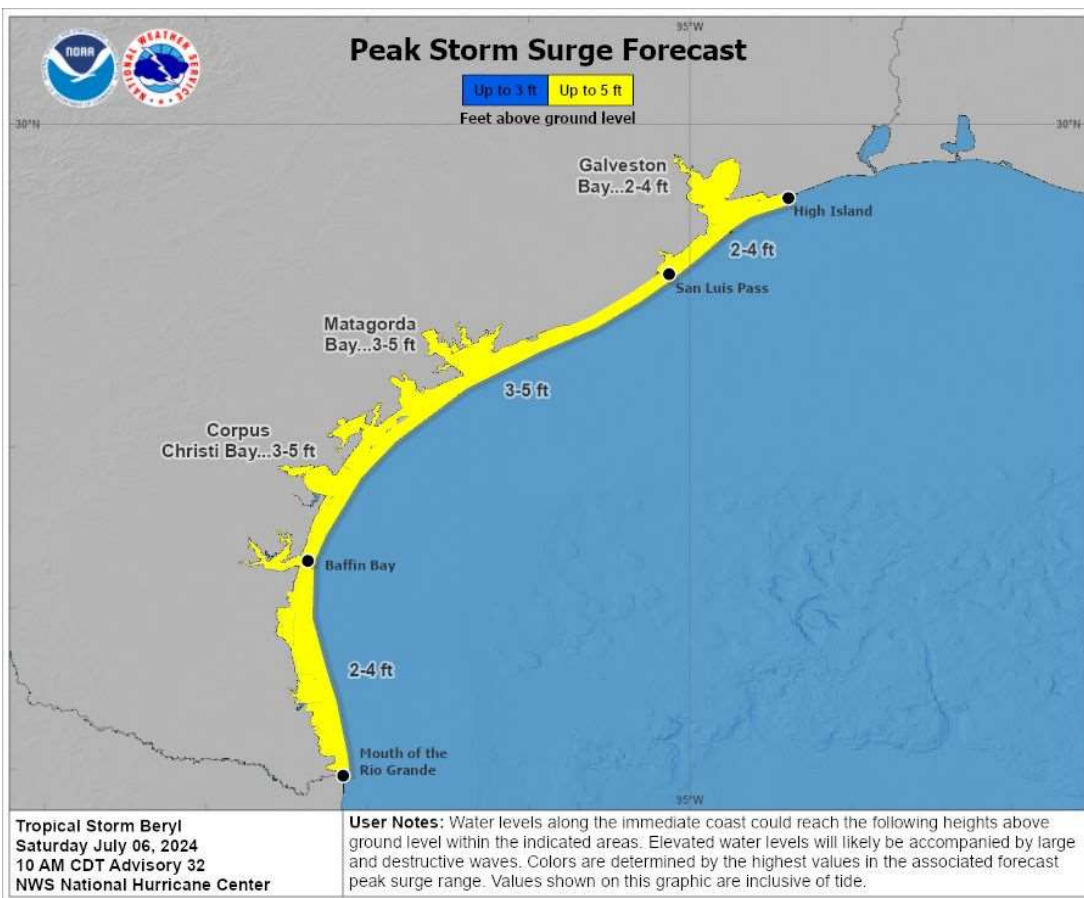 95°W
Peak Storm Surge Forecast
NOAA
NATIONAL WEATHER SERVICE
Up to 3 ft Up to 5 ft
Feet above ground level
30°N
30°N
Galveston
Bay...2-4 ft
High Island
2-4 ft
San Luis Pass
Matagorda
Bay...3-5 ft
3-5 ft
Corpus
Christi Bay...3-5 ft
Baffin Bay
2-4 ft
Mouth of the
Rio Grande
95°W
Tropical Storm Beryl
Saturday July 06, 2024
10 AM CDT Advisory 32
NWS National Hurricane Center
User Notes: Water levels along the immediate coast could reach the following heights above
ground level within the indicated areas. Elevated water levels will likely be accompanied by large
and destructive waves. Colors are determined by the highest values in the associated forecast
peak surge range. Values shown on this graphic are inclusive of tide.